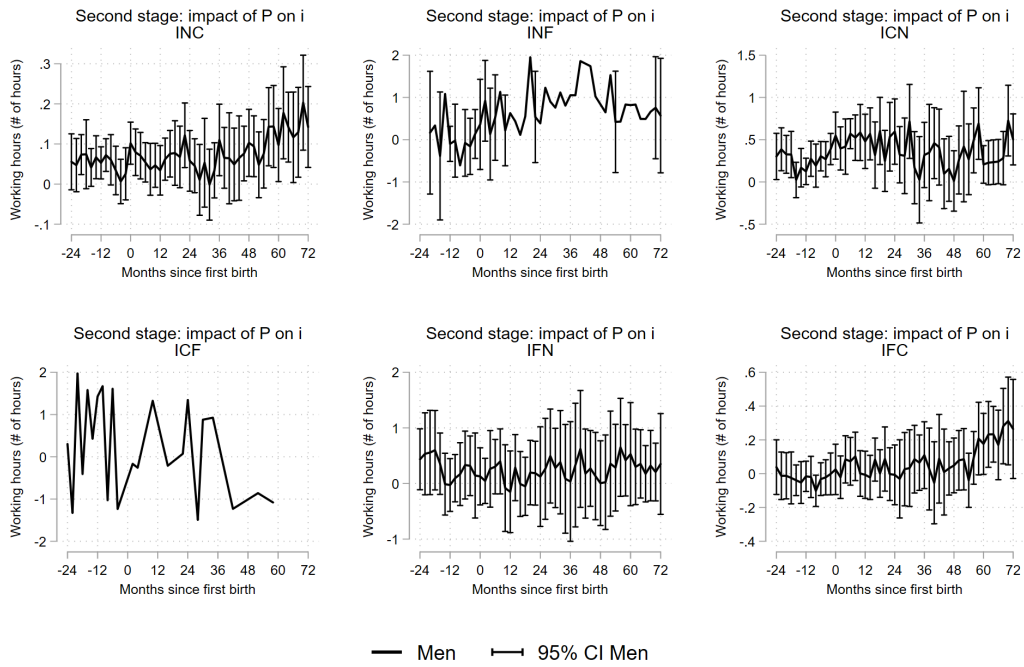 Second stage: impact of P on i
INC
Working hours (# of hours)
.3
.2
.1
0
-.1
-24 -12 0 12 24 36 48 60 72
Months since first birth
Second stage: impact of P on i
INF
Working hours (# of hours)
2
1
0
-1
-2
-24 -12 0 12 24 36 48 60 72
Months since first birth
Second stage: impact of P on i
ICN
Working hours (# of hours)
1.5
1
.5
0
-.5
-24 -12 0 12 24 36 48 60 72
Months since first birth
Second stage: impact of P on i
ICF
Working hours (# of hours)
2
1
0
-1
-2
-24 -12 0 12 24 36 48 60 72
Months since first birth
Second stage: impact of P on i
IFN
Working hours (# of hours)
2
1
0
-1
-24 -12 0 12 24 36 48 60 72
Months since first birth
Second stage: impact of P on i
IFC
Working hours (# of hours)
.6
.4
.2
0
-.2
-.4
-24 -12 0 12 24 36 48 60 72
Months since first birth
Men 95% CI Men